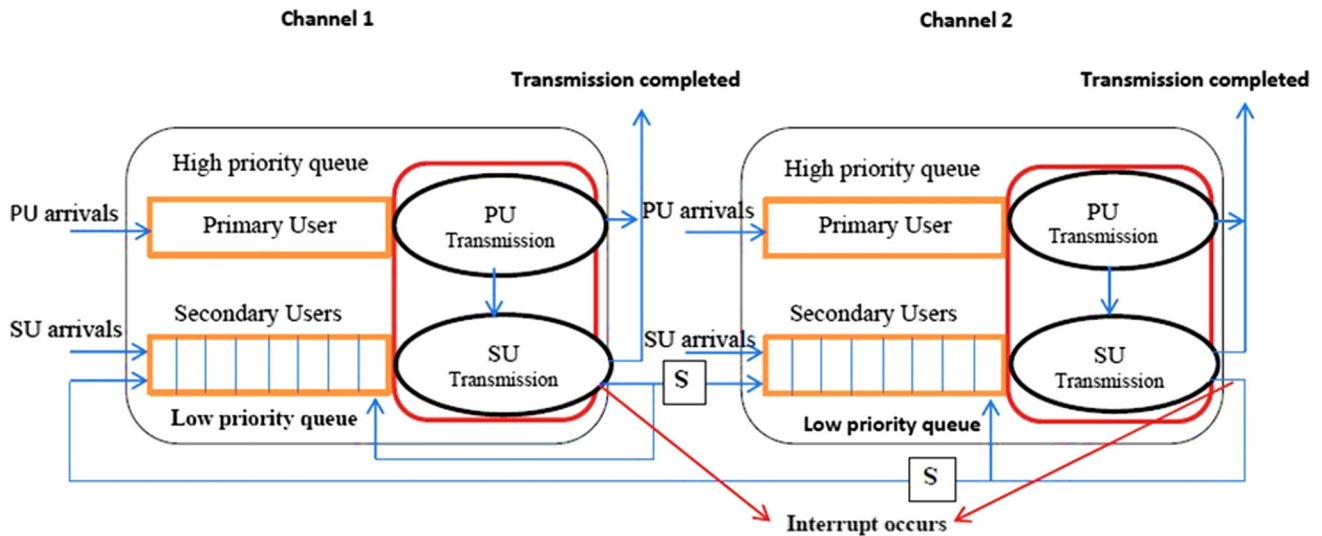 Channel 1
Channel 2
Transmission completed
Transmission completed
High priority queue
PU arrivals
Primary User
PU
Transmission
SU arrivals
Secondary Users
SU
Transmission
Low priority queue
S
High priority queue
PU arrivals
Primary User
PU
Transmission
SU arrivals
Secondary Users
SU
Transmission
Low priority queue
S
Interrupt occurs